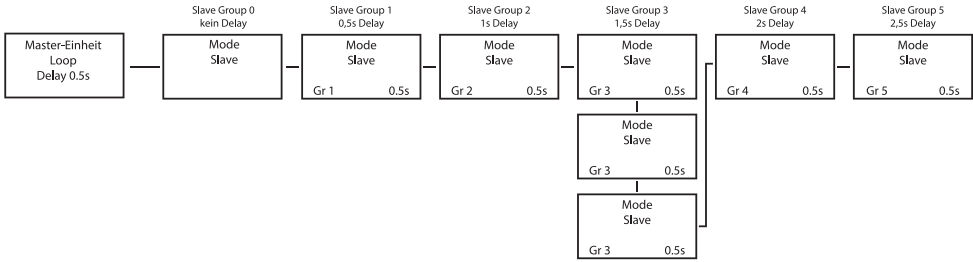 Slave Group 0
kein Delay
Slave Group 1
0,5s Delay
Slave Group 2
1s Delay
Slave Group 3
1,5s Delay
Slave Group 4
2s Delay
Slave Group 5
2,5s Delay
Master-Einheit
Loop
Delay 0.5s
Mode
Slave
Mode
Slave
Gr 1 0.5s
Mode
Slave
Gr 2 0.5s
Mode
Slave
Gr 3 0.5s
Mode
Slave
Gr 4 0.5s
Mode
Slave
Gr 5 0.5s
Mode
Slave
Gr 3 0.5s
Mode
Slave
Gr 3 0.5s